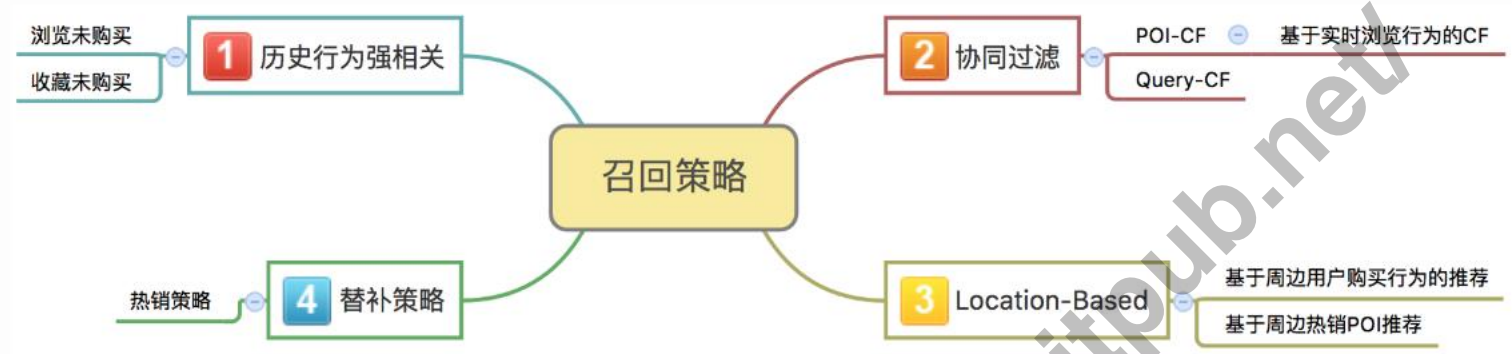 召回策略
1 历史行为强相关
浏览未购买
收藏未购买
2 协同过滤
POI-CF
基于实时浏览行为的CF
Query-CF
3 Location-Based
基于周边用户购买行为的推荐
基于周边热销POI推荐
4 替补策略
热销策略
itpub.net/